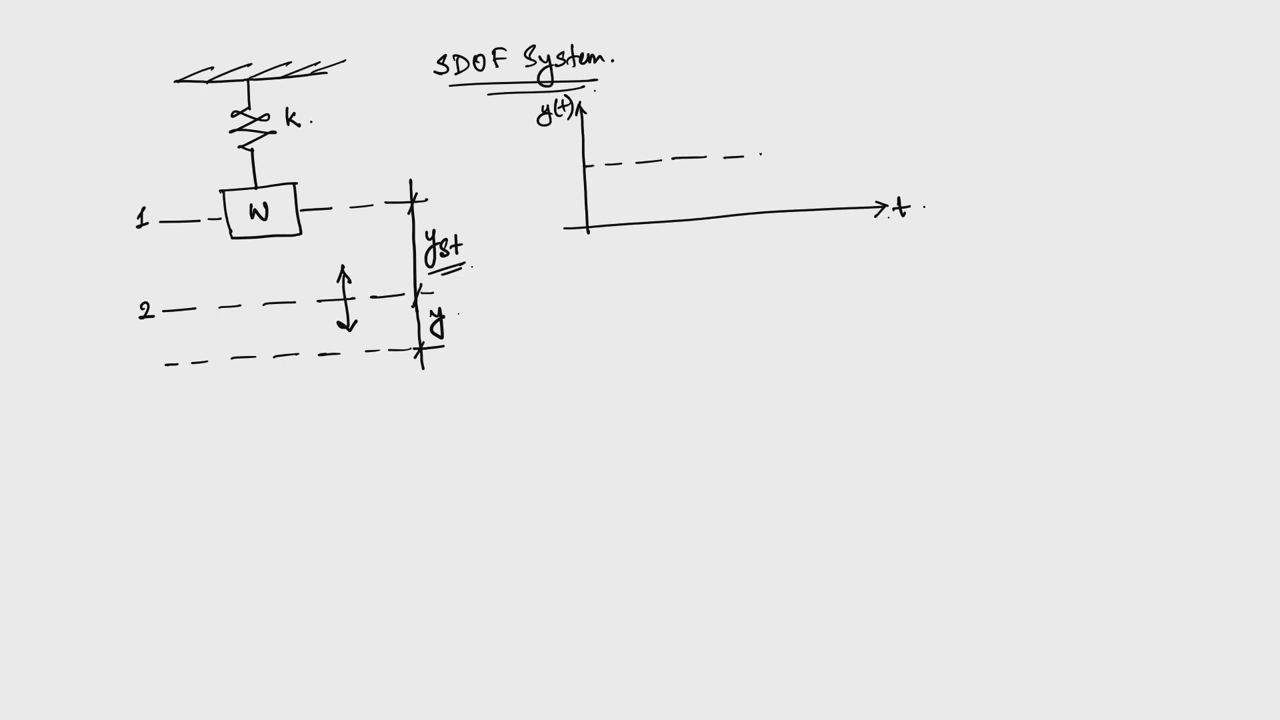 SDOF System.
y(t)
k.
1 W
t
yst
2
y